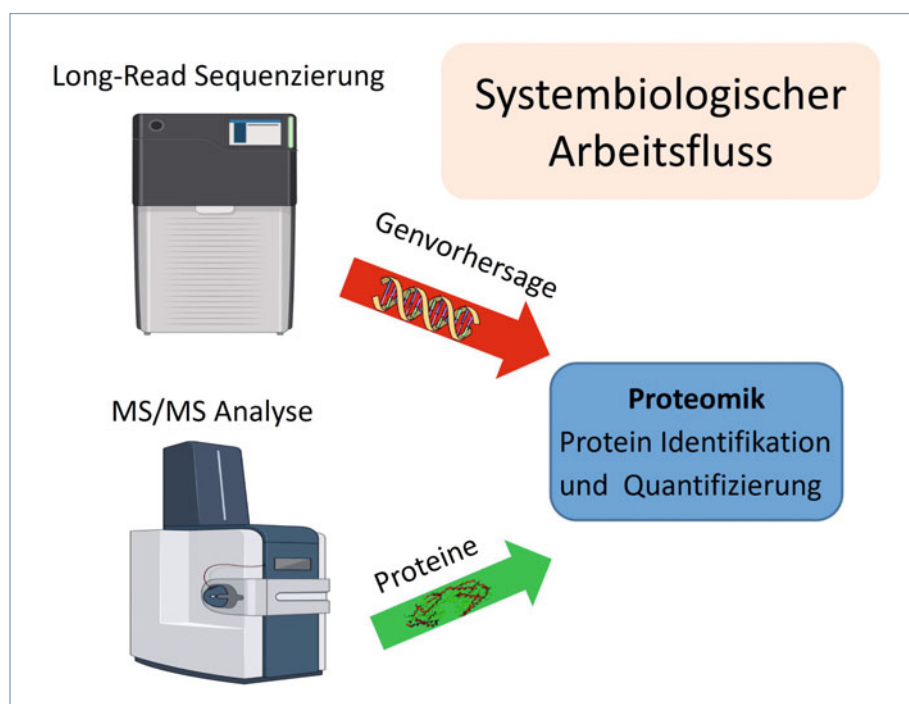 Long-Read Sequenzierung
Systembiologischer
Arbeitsfluss
Genvorhersage
MS/MS Analyse
Proteomik
Protein Identifikation
und Quantifizierung
Proteine